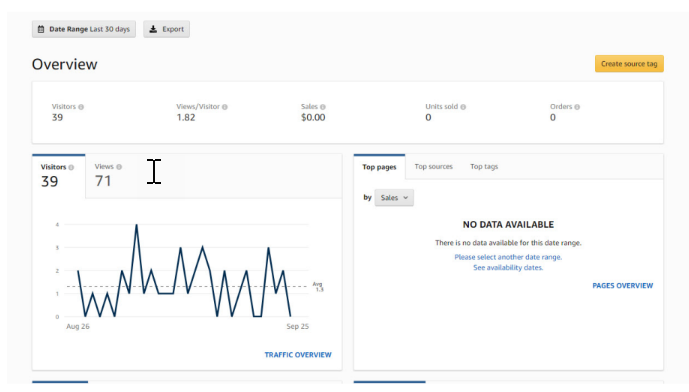 Date Range Last 30 days Export
Overview
Create source tag
Visitors Views/Visitor Sales Units sold Orders
39 1.82 $0.00 0 0
Visitors Views
39 71
4
3
2
1
0
Avg
1.3
Aug 26 Sep 25
TRAFFIC OVERVIEW
Top pages Top sources Top tags
by Sales
NO DATA AVAILABLE
There is no data available for this date range.
Please select another date range.
See availability dates.
PAGES OVERVIEW